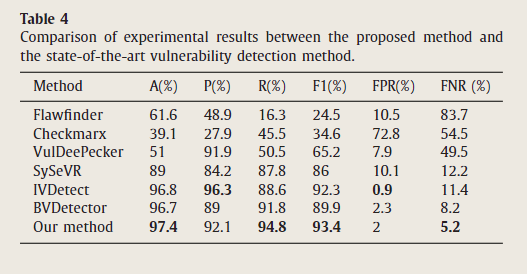 Table 4
Comparison of experimental results between the proposed method and
the state-of-the-art vulnerability detection method.
Method A(%) P(%) R(%) F1(%) FPR(%) FNR (%)
Flawfinder 61.6 48.9 16.3 24.5 10.5 83.7
Checkmarx 39.1 27.9 45.5 34.6 72.8 54.5
VulDeePecker 51 91.9 50.5 65.2 7.9 49.5
SySeVR 89 84.2 87.8 86 10.1 12.2
IVDetect 96.8 96.3 88.6 92.3 0.9 11.4
BVDetector 96.7 89 91.8 89.9 2.3 8.2
Our method 97.4 92.1 94.8 93.4 2 5.2